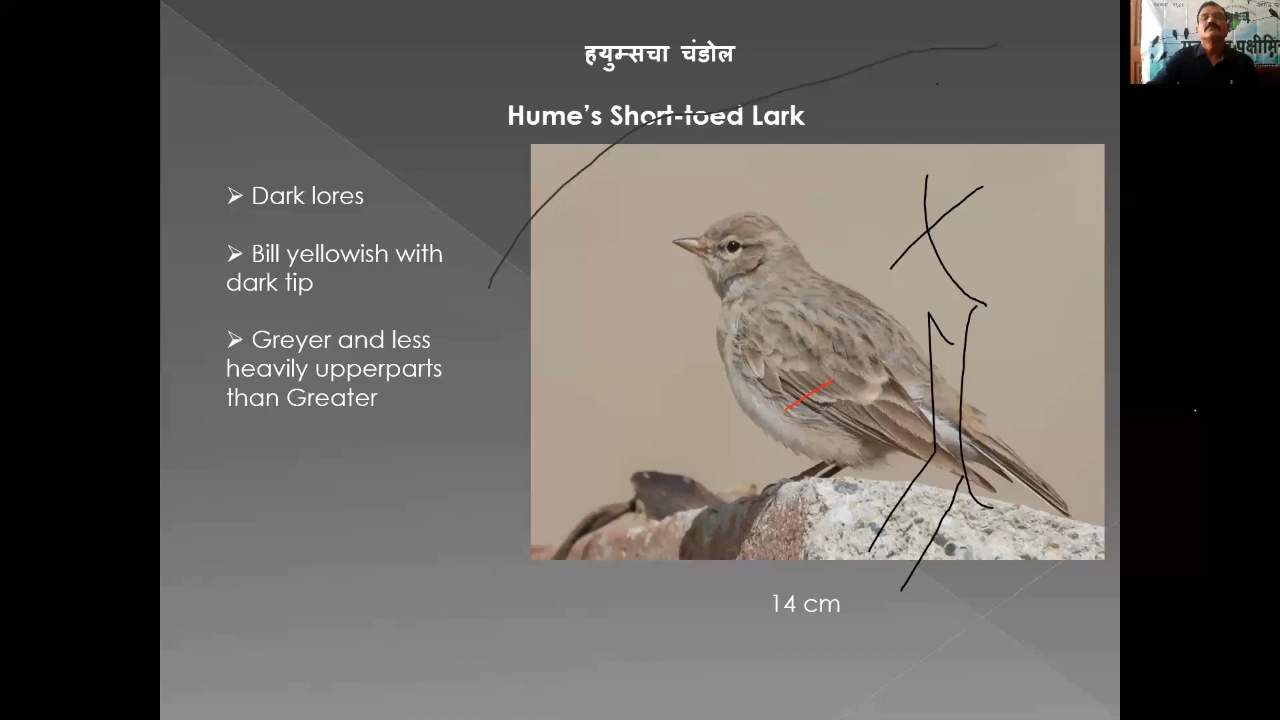 हयुम्सचा चंडोल
Hume's Short-toed Lark
➢ Dark lores
➢ Bill yellowish with
dark tip
➢ Greyer and less
heavily upperparts
than Greater
14 cm